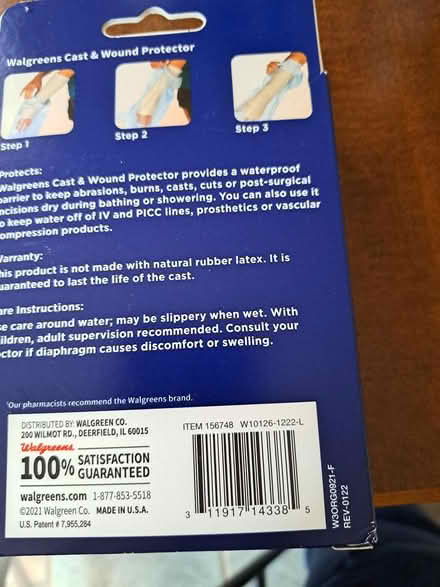 Walgreens Cast & Wound Protector
Step 1
Step 2
Step 3
Protects:
Walgreens Cast & Wound Protector provides a waterproof
barrier to keep abrasions, burns, casts, cuts or post-surgical
incisions dry during bathing or showering. You can also use it
to keep water off of IV and PICC lines, prosthetics or vascular
compression products.
Warranty:
This product is not made with natural rubber latex. It is
guaranteed to last the life of the cast.
Care Instructions:
Use care around water; may be slippery when wet. With
children, adult supervision recommended. Consult your
doctor if diaphragm causes discomfort or swelling.
†Our pharmacists recommend the Walgreens brand.
DISTRIBUTED BY: WALGREEN CO.
200 WILMOT RD., DEERFIELD, IL 60015
Walgreens
100% SATISFACTION
GUARANTEED
walgreens.com 1-877-853-5518
©2021 Walgreen Co. MADE IN U.S.A.
U.S. Patent # 7,955,284
ITEM 156748 W10126-1222-L
3 11917 14338 5
W3ORG0921-F
REV-0122